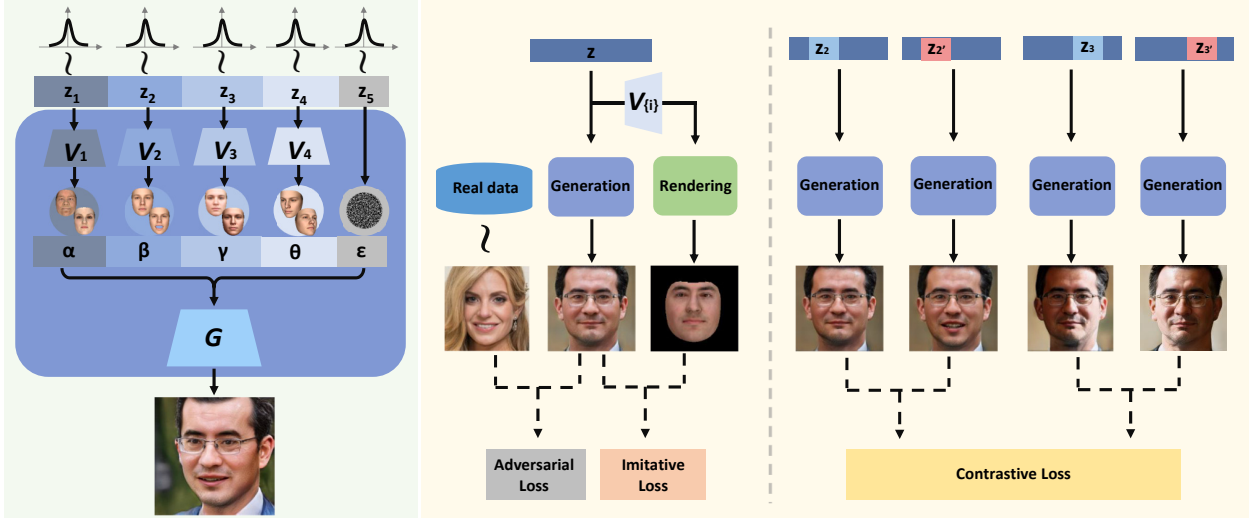 z1 z2 z3 z4 z5
V1 V2 V3 V4
α β γ θ ε
G
z
V{i}
Real data Generation Rendering
Adversarial
Loss
Imitative
Loss
z2 z2' z3 z3'
Generation Generation Generation Generation
Contrastive Loss